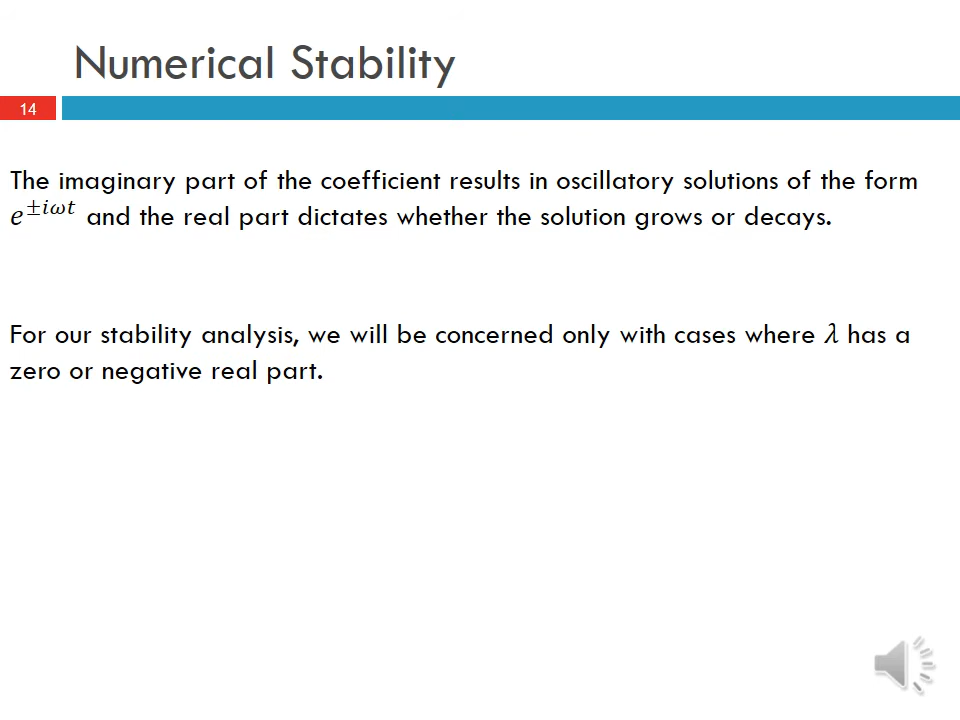 Numerical Stability
14
The imaginary part of the coefficient results in oscillatory solutions of the form
𝑒^{±𝑖𝜔𝑡} and the real part dictates whether the solution grows or decays.
For our stability analysis, we will be concerned only with cases where 𝜆 has a
zero or negative real part.